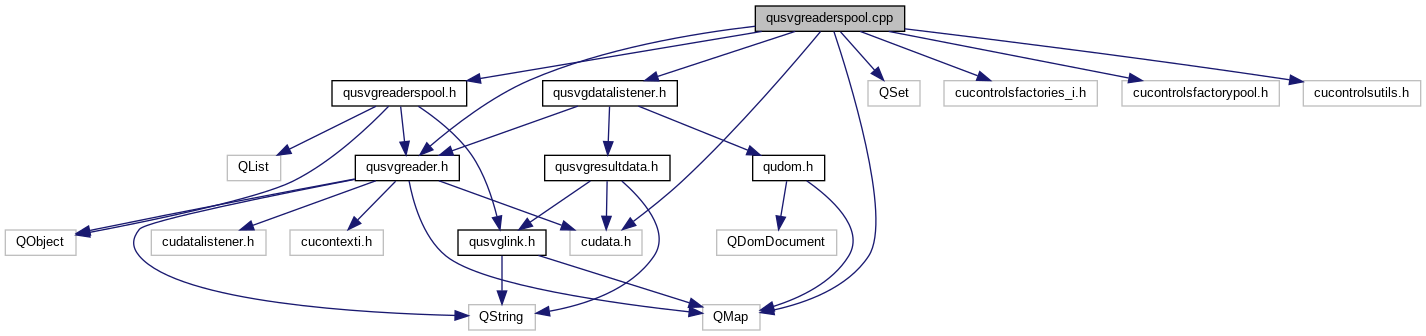 qusvgreaderspool.cpp
qusvgreaderspool.h
qusvgdatalistener.h
QSet
cucontrolsfactories_i.h
cucontrolsfactorypool.h
cucontrolsutils.h
QList
qusvgreader.h
qusvgresultdata.h
qudom.h
QObject
cudatalistener.h
cucontexti.h
qusvglink.h
cudata.h
QDomDocument
QString
QMap